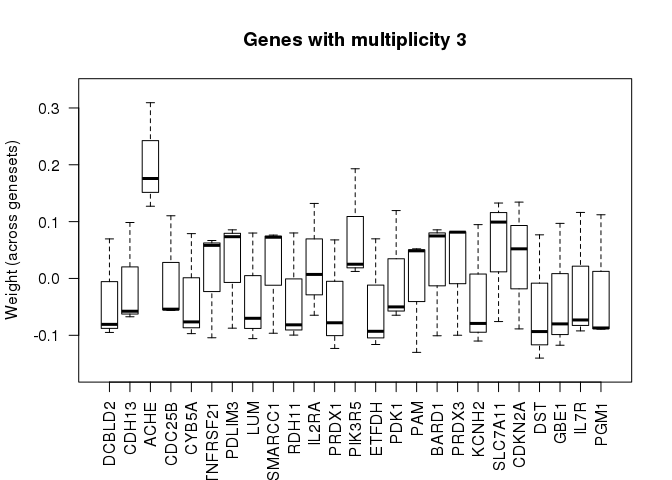 Genes with multiplicity 3
Weight (across genesets)
0.3
0.2
0.1
0.0
-0.1
DCBLD2
CDH13
ACHE
CDC25B
CYB5A
TNFRSF21
PDLIM3
LUM
SMARCC1
RDH11
IL2RA
PRDX1
PIK3R5
ETFDH
PDK1
PAM
BARD1
PRDX3
KCNH2
SLC7A11
CDKN2A
DST
GBE1
IL7R
PGM1